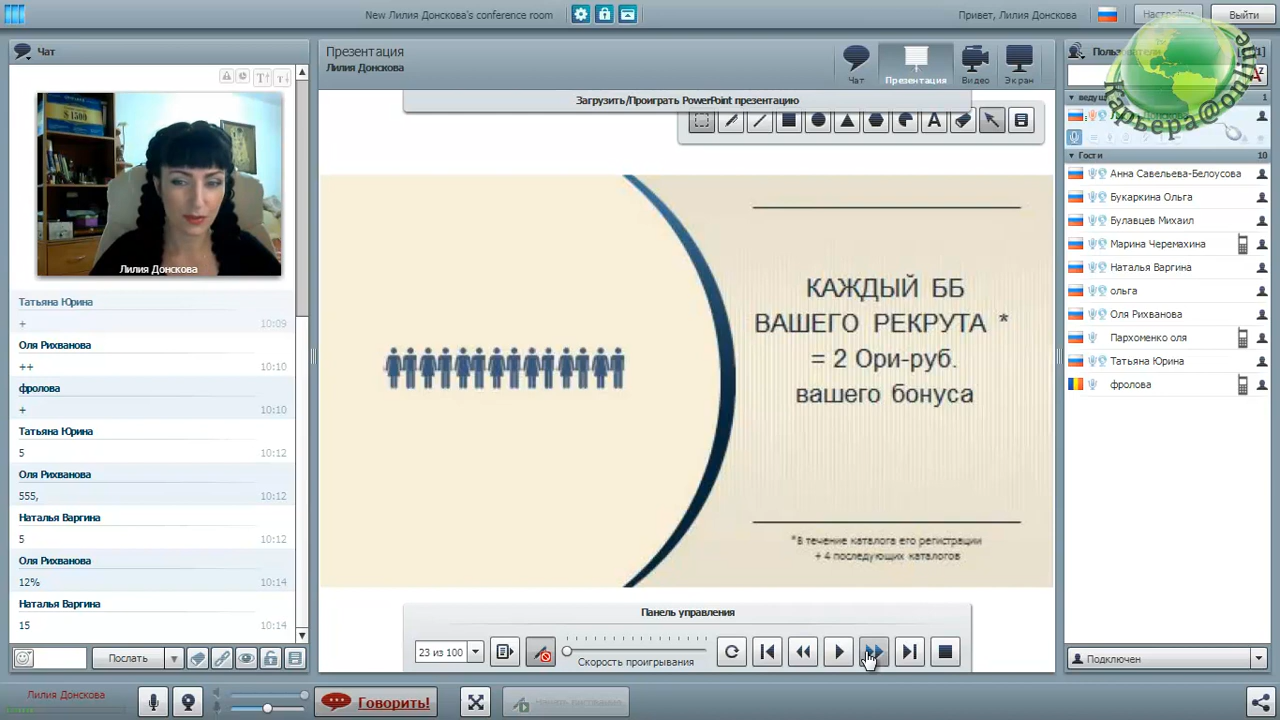 New Лилия Донскова's conference room
Привет, Лилия Донскова
Настройки
Выйти
Чат
Лилия Донскова
Татьяна Юрина
+
10:09
Оля Рихванова
++
10:10
фролова
+
10:10
Татьяна Юрина
5
10:12
Оля Рихванова
555,
10:12
Наталья Варгина
5
10:12
Оля Рихванова
12%
10:14
Наталья Варгина
15
10:14
Послать
Презентация
Лилия Донскова
Чат
Презентация
Видео
Экран
Загрузить/Проиграть PowerPoint презентацию
A
КАЖДЫЙ ББ
ВАШЕГО РЕКРУТА *
= 2 Ори-руб.
вашего бонуса
*В течение каталога его регистрации
+ 4 последующих каталогов
Панель управления
23 из 100
Скорость проигрывания
карьера@online
1
Гости
10
Анна Савельева-Белоусова
Букаркина Ольга
Булавцев Михаил
Марина Черемахина
Наталья Варгина
ольга
Оля Рихванова
Пархоменко оля
Татьяна Юрина
фролова
Подключен
Лилия Донскова
Говорить!